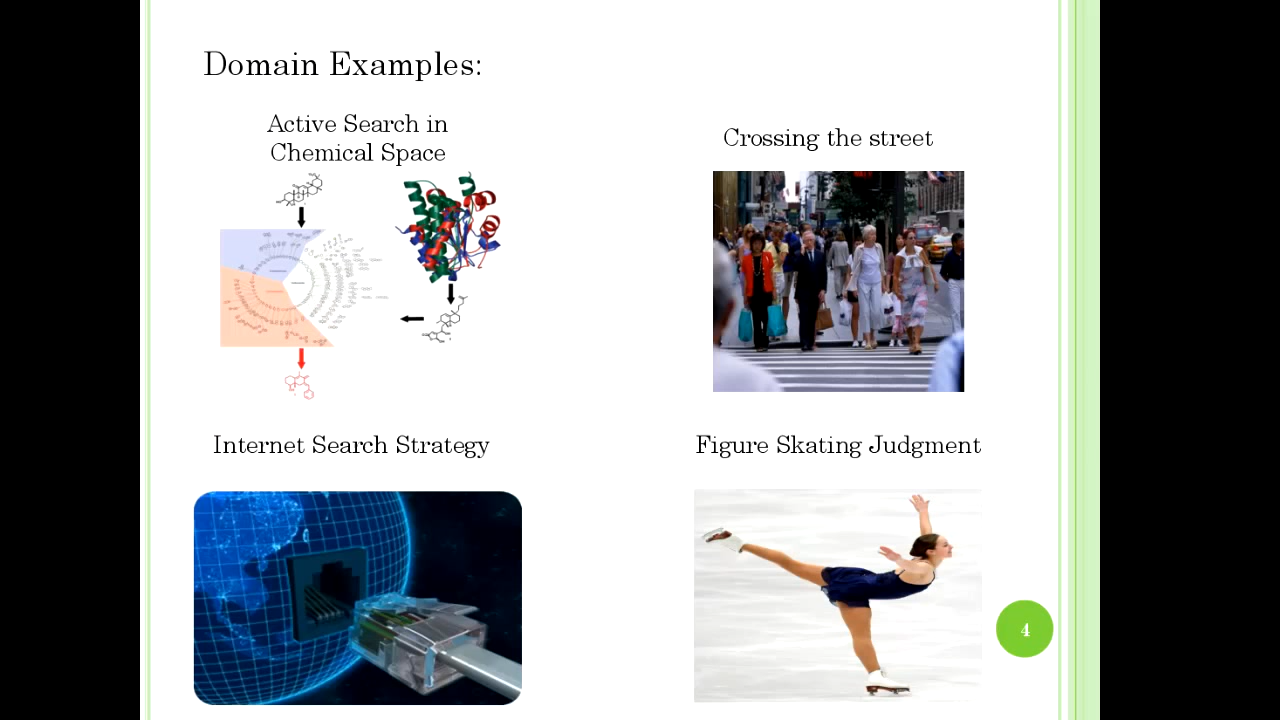 Domain Examples:
Active Search in
Chemical Space
Crossing the street
Internet Search Strategy
Figure Skating Judgment
4